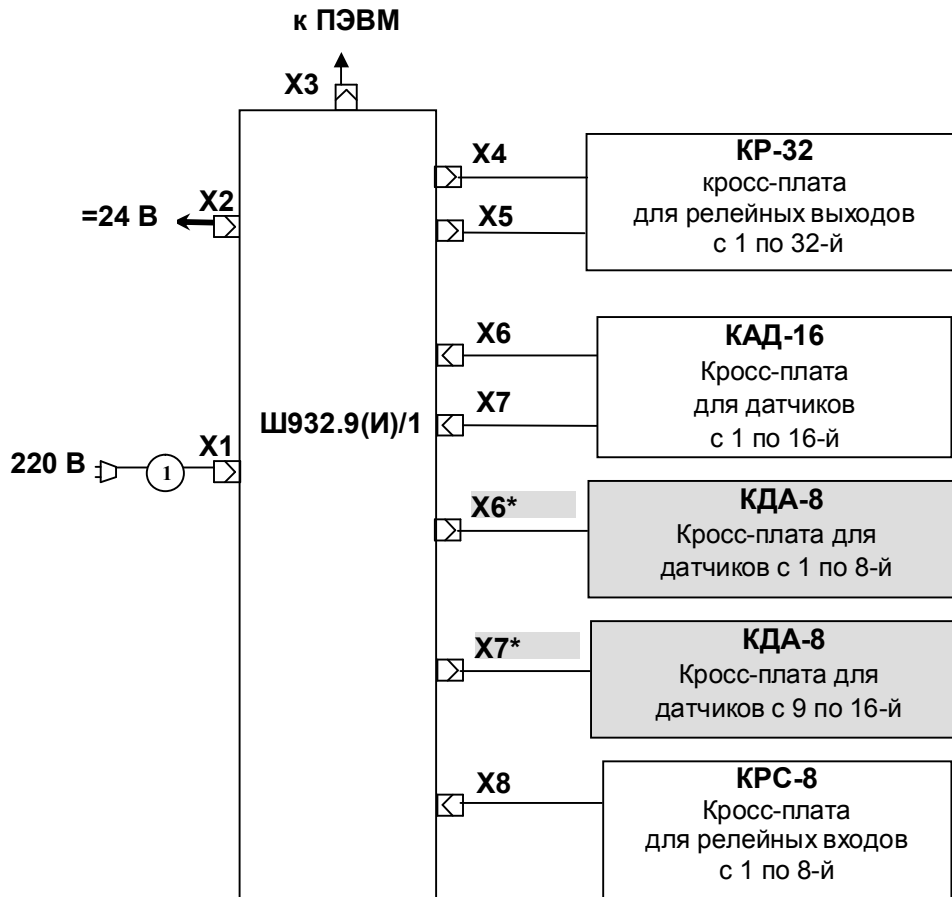 к ПЭВМ
X3
X4
КР-32
кросс-плата
для релейных выходов
с 1 по 32-й
=24 В
X2
X5
X6
КАД-16
Кросс-плата
для датчиков
с 1 по 16-й
X7
Ш932.9(И)/1
220 В
1
X1
X6*
КДА-8
Кросс-плата для
датчиков с 1 по 8-й
X7*
КДА-8
Кросс-плата для
датчиков с 9 по 16-й
X8
КРС-8
Кросс-плата
для релейных входов
с 1 по 8-й